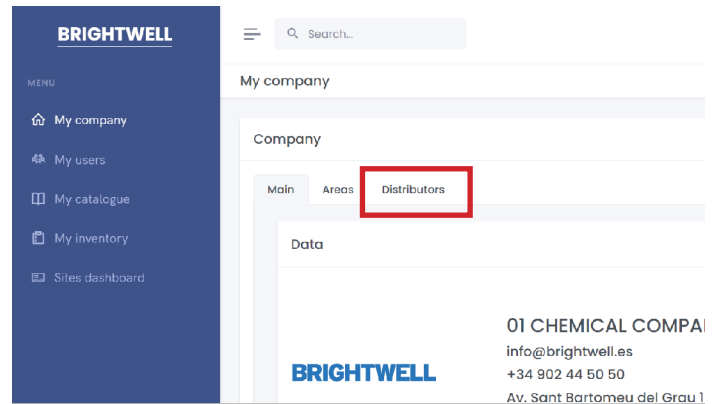 BRIGHTWELL
Search...
MENU
My company
My company
My users
My catalogue
My inventory
Sites dashboard
Company
Main Areas Distributors
Data
BRIGHTWELL
01 CHEMICAL COMPA
info@brightwell.es
+34 902 44 50 50
Av. Sant Bartomeu del Grau 1